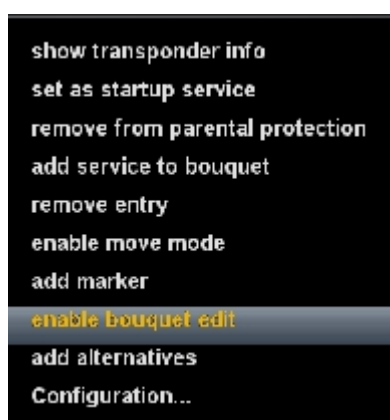 show transponder info
set as startup service
remove from parental protection
add service to bouquet
remove entry
enable move mode
add marker
enable bouquet edit
add alternatives
Configuration...